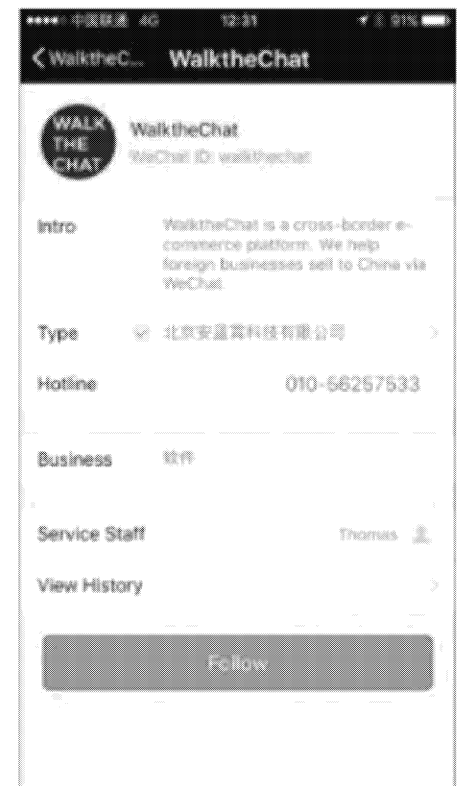 中国联通 4G 12:31 91%
WalktheC... WalktheChat
WALK
THE
CHAT
WalktheChat
WeChat ID: walkthechat
Intro
WalktheChat is a cross-border e-
commerce platform. We help
foreign businesses sell to China via
WeChat.
Type 北京安蓝赏科技有限公司
Hotline 010-56257533
Business 软件
Service Staff Thomas
View History
Follow